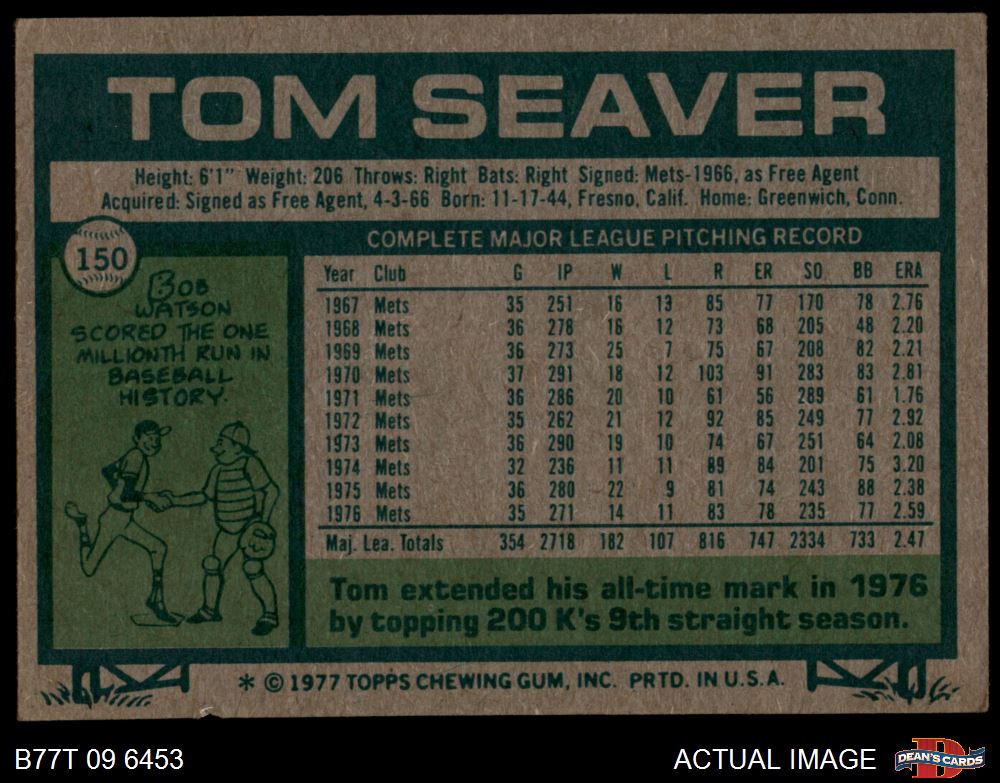 TOM SEAVER
Height: 6'1" Weight: 206 Throws: Right Bats: Right Signed: Mets-1966, as Free Agent
Acquired: Signed as Free Agent, 4-3-66 Born: 11-17-44, Fresno, Calif. Home: Greenwich, Conn.
150
BOB
WATSON
SCORED THE ONE
MILLIONTH RUN IN
BASEBALL
HISTORY.
COMPLETE MAJOR LEAGUE PITCHING RECORD
Year Club G IP W L R ER SO BB ERA
1967 Mets 35 251 16 13 85 77 170 78 2.76
1968 Mets 36 278 16 12 73 68 205 48 2.20
1969 Mets 36 273 25 7 75 67 208 82 2.21
1970 Mets 37 291 18 12 103 91 283 83 2.81
1971 Mets 36 286 20 10 61 56 289 61 1.76
1972 Mets 35 262 21 12 92 85 249 77 2.92
1973 Mets 36 290 19 10 74 67 251 64 2.08
1974 Mets 32 236 11 11 89 84 201 75 3.20
1975 Mets 36 280 22 9 81 74 243 88 2.38
1976 Mets 35 271 14 11 83 78 235 77 2.59
Maj. Lea. Totals 354 2718 182 107 816 747 2334 733 2.47
Tom extended his all-time mark in 1976
by topping 200 K's 9th straight season.
* © 1977 TOPPS CHEWING GUM, INC. PRTD. IN U.S.A.
B77T 09 6453
ACTUAL IMAGE
D
DEAN'S CARDS